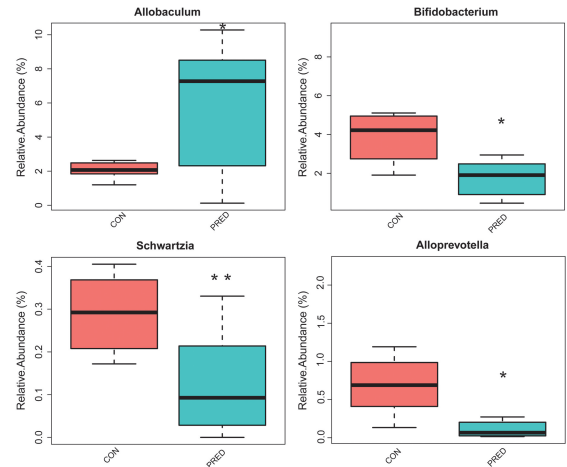 Allobaculum
Relative.Abundance (%)
10
8
6
4
2
0
*
CON
PRED
Bifidobacterium
Relative.Abundance (%)
8
6
4
2
*
CON
PRED
Schwartzia
Relative.Abundance (%)
0.4
0.3
0.2
0.1
0.0
* *
CON
PRED
Alloprevotella
Relative.Abundance (%)
2.0
1.5
1.0
0.5
0.0
*
CON
PRED